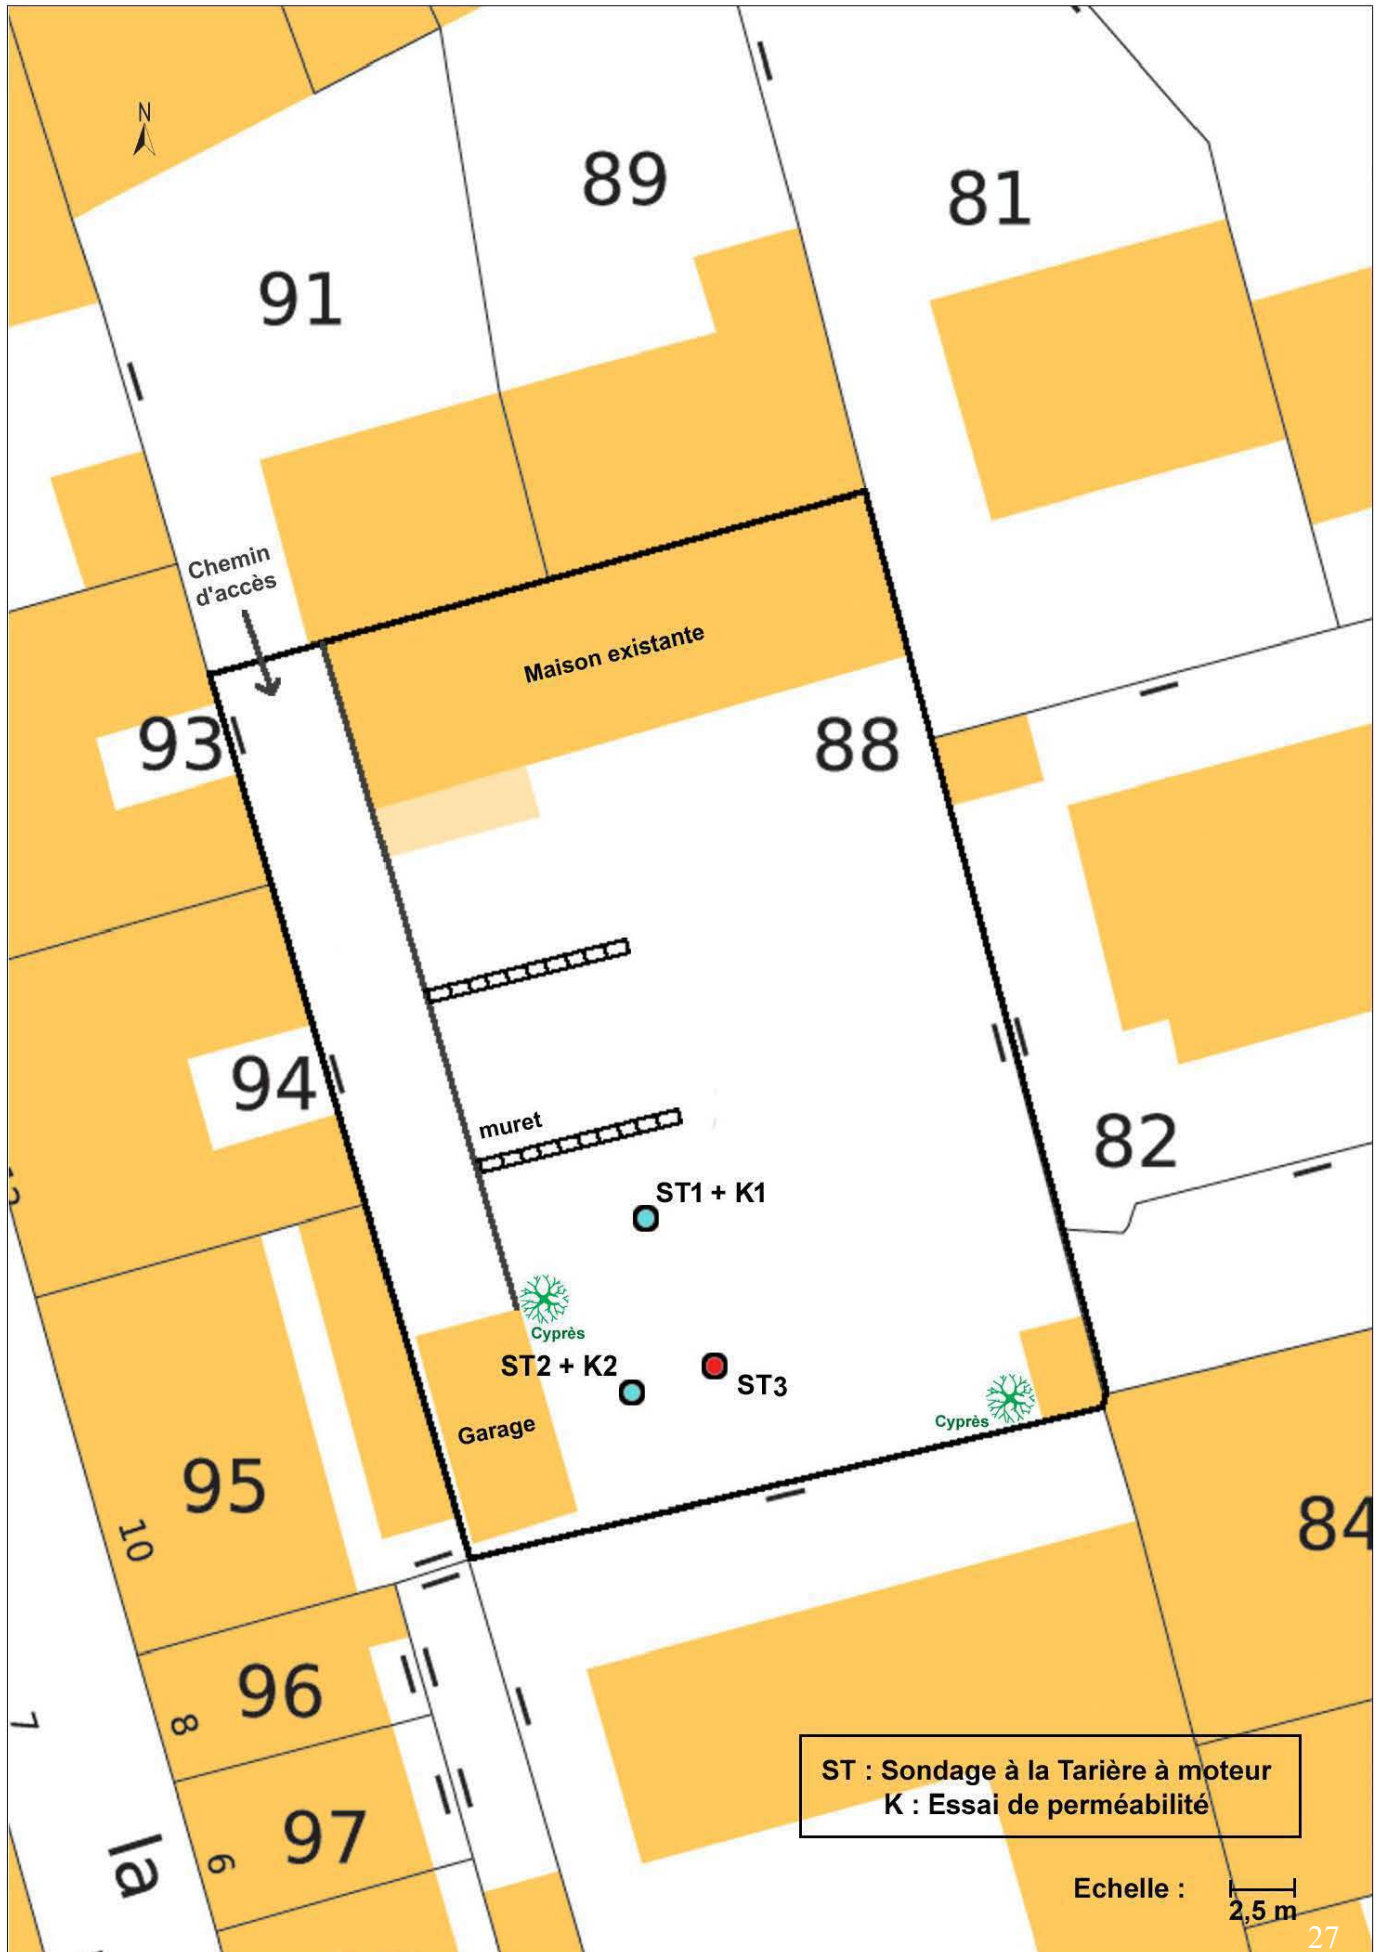 N
89
81
91
Chemin
d'accès
Maison existante
93
88
94
muret
82
ST1 + K1
Cyprès
ST2 + K2
ST3
Garage
Cyprès
95
10
84
96
8
7
ST : Sondage à la Tarière à moteur
K : Essai de perméabilité
97
6
la
Echelle :
2,5 m
27